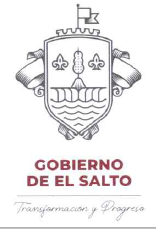 GOBIERNO
DE EL SALTO
Transformación y Progreso